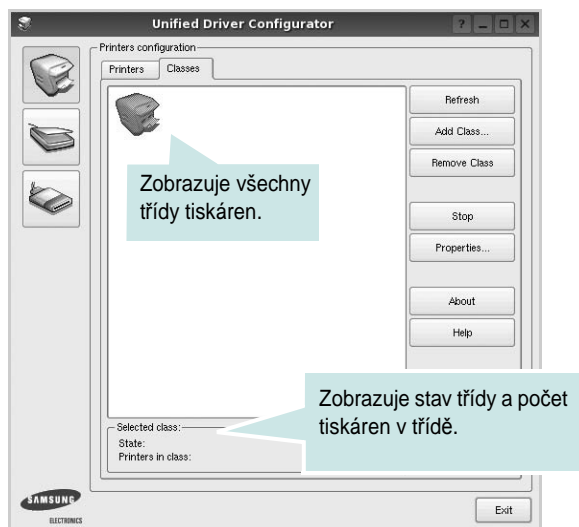 Unified Driver Configurator
? _ □ X
Printers configuration
Printers Classes
Refresh
Add Class...
Remove Class
Zobrazuje všechny
třídy tiskáren.
Stop
Properties...
About
Help
Zobrazuje stav třídy a počet
tiskáren v třídě.
Selected class:
State:
Printers in class:
SAMSUNG
ELECTRONICS
Exit